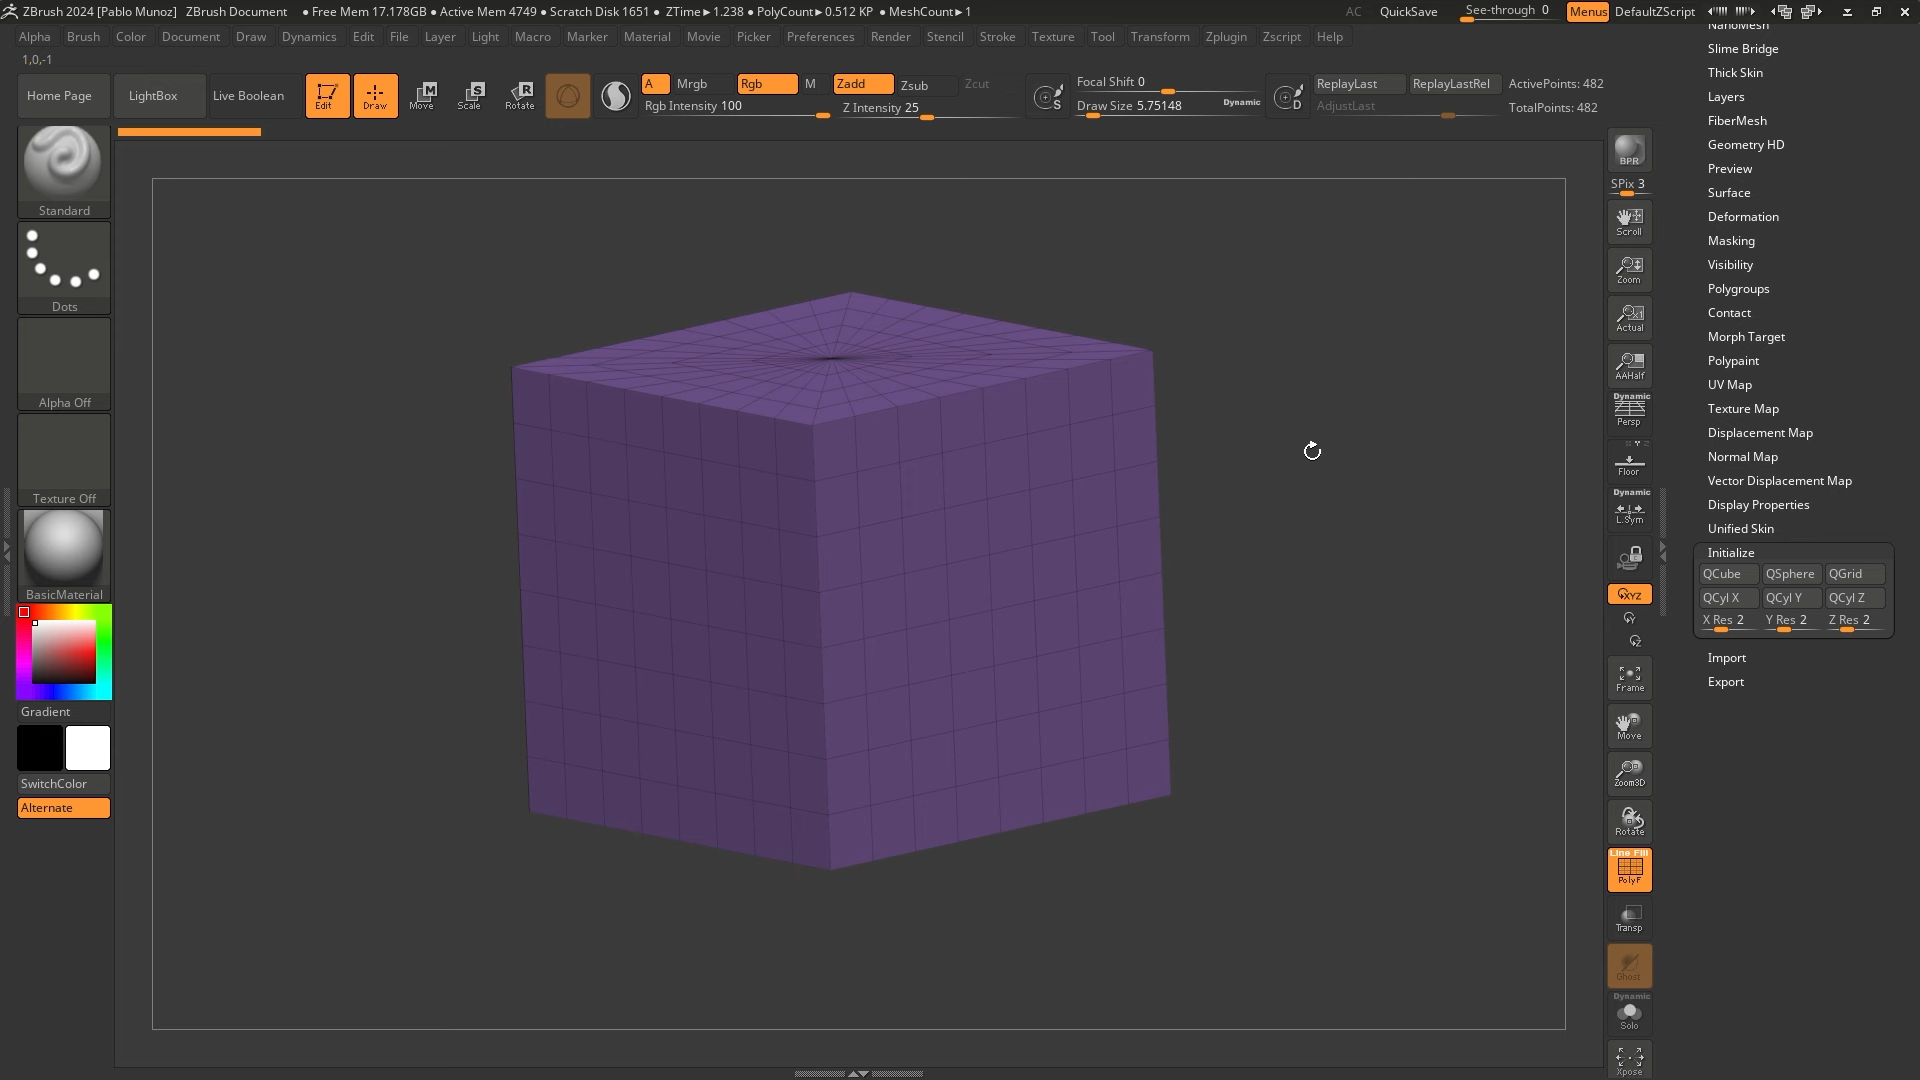 ZBrush 2024 [Pablo Munoz] ZBrush Document ● Free Mem 17.178GB ● Active Mem 4749 ● Scratch Disk 1651 ● ZTime►1.238 ● PolyCount►0.512 KP ● MeshCount►1
AC QuickSave See-through 0 Menus DefaultZScript
Alpha Brush Color Document Draw Dynamics Edit File Layer Light Macro Marker Material Movie Picker Preferences Render Stencil Stroke Texture Tool Transform Zplugin Zscript Help
1,0,-1
Home Page LightBox Live Boolean Edit Draw Move Scale Rotate
A Mrgb Rgb M Zadd Zsub Zcut
Rgb Intensity 100 Z Intensity 25
S
Focal Shift 0
Draw Size 5.75148 Dynamic
D
ReplayLast ReplayLastRel ActivePoints: 482
AdjustLast TotalPoints: 482
Standard
Dots
Alpha Off
Texture Off
BasicMaterial
Gradient
SwitchColor
Alternate
BPR
SPix 3
Scroll
Zoom
Actual
AAHalf
Dynamic
Persp
Floor
Dynamic
L.Sym
XYZ
Y
Z
Frame
Move
Zoom3D
Rotate
Line Fill
PolyF
Transp
Ghost
Dynamic
Solo
Xpose
NanoMesh
Slime Bridge
Thick Skin
Layers
FiberMesh
Geometry HD
Preview
Surface
Deformation
Masking
Visibility
Polygroups
Contact
Morph Target
Polypaint
UV Map
Texture Map
Displacement Map
Normal Map
Vector Displacement Map
Display Properties
Unified Skin
Initialize
QCube QSphere QGrid
QCyl X QCyl Y QCyl Z
X Res 2 Y Res 2 Z Res 2
Import
Export